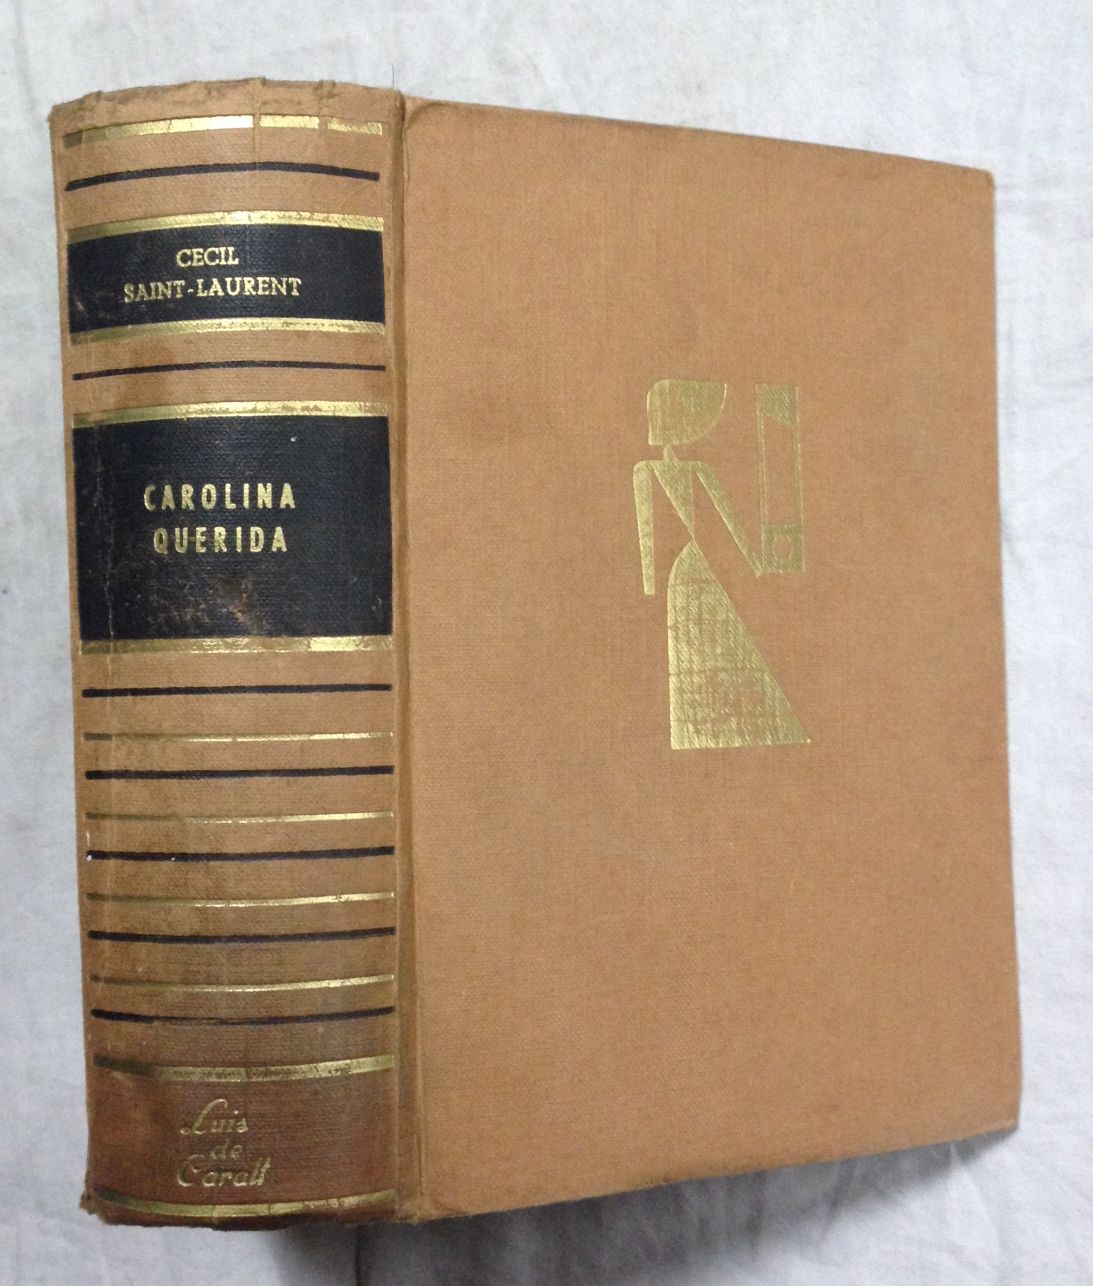 CECIL
SAINT-LAURENT
CAROLINA
QUERIDA
Luis
de
Caralt